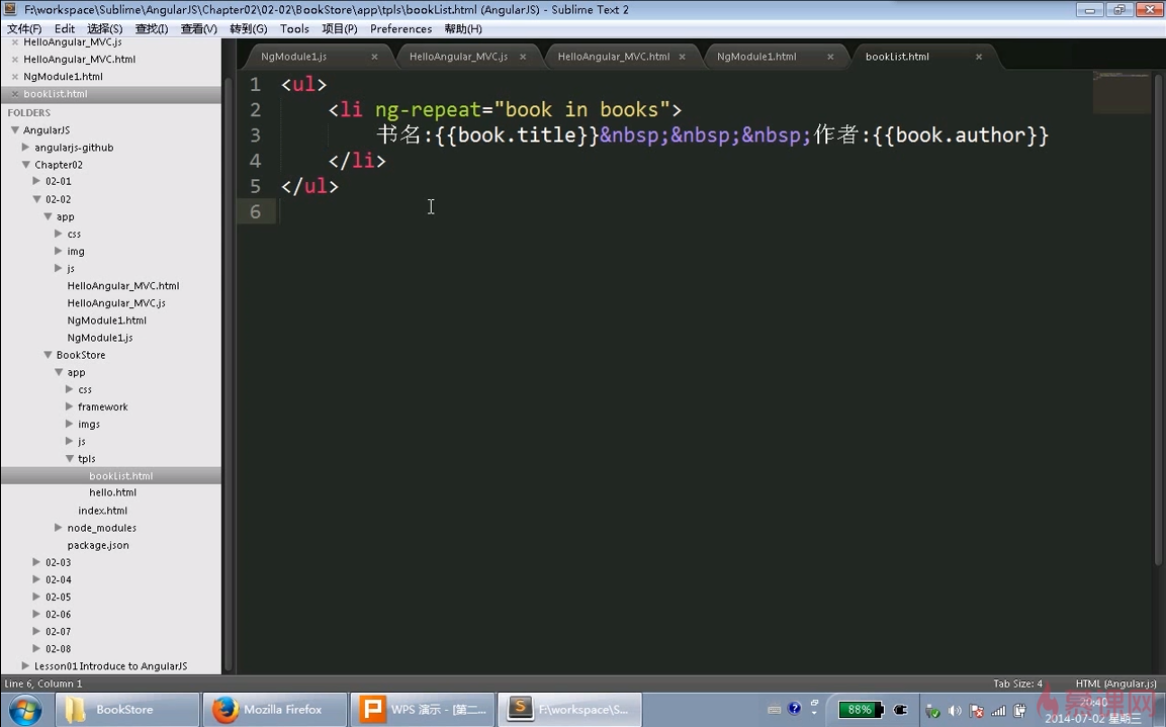 F:\workspace\Sublime\AngularJS\Chapter02\02-02\BookStore\app\tpls\bookList.html (AngularJS) - Sublime Text 2
文件(F) Edit 选择(S) 查找(I) 查看(V) 转到(G) Tools 项目(P) Preferences 帮助(H)
HelloAngular_MVC.js
HelloAngular_MVC.html
NgModule1.html
bookList.html
FOLDERS
AngularJS
angularjs-github
Chapter02
02-01
02-02
app
css
img
js
HelloAngular_MVC.html
HelloAngular_MVC.js
NgModule1.html
NgModule1.js
BookStore
app
css
framework
imgs
js
tpls
bookList.html
hello.html
index.html
node_modules
package.json
02-03
02-04
02-05
02-06
02-07
02-08
Lesson01 Introduce to AngularJS
NgModule1.js HelloAngular_MVC.js HelloAngular_MVC.html NgModule1.html bookList.html
1 <ul>
2 <li ng-repeat="book in books">
3 书名:{{book.title}}&nbsp;&nbsp;&nbsp;作者:{{book.author}}
4 </li>
5 </ul>
6
Line 6, Column 1 Tab Size: 4 HTML (Angular.js)
BookStore Mozilla Firefox WPS 演示 - [第二... F:\workspace\S... 88% 20:40
2014-07-02 星期三
慕课网